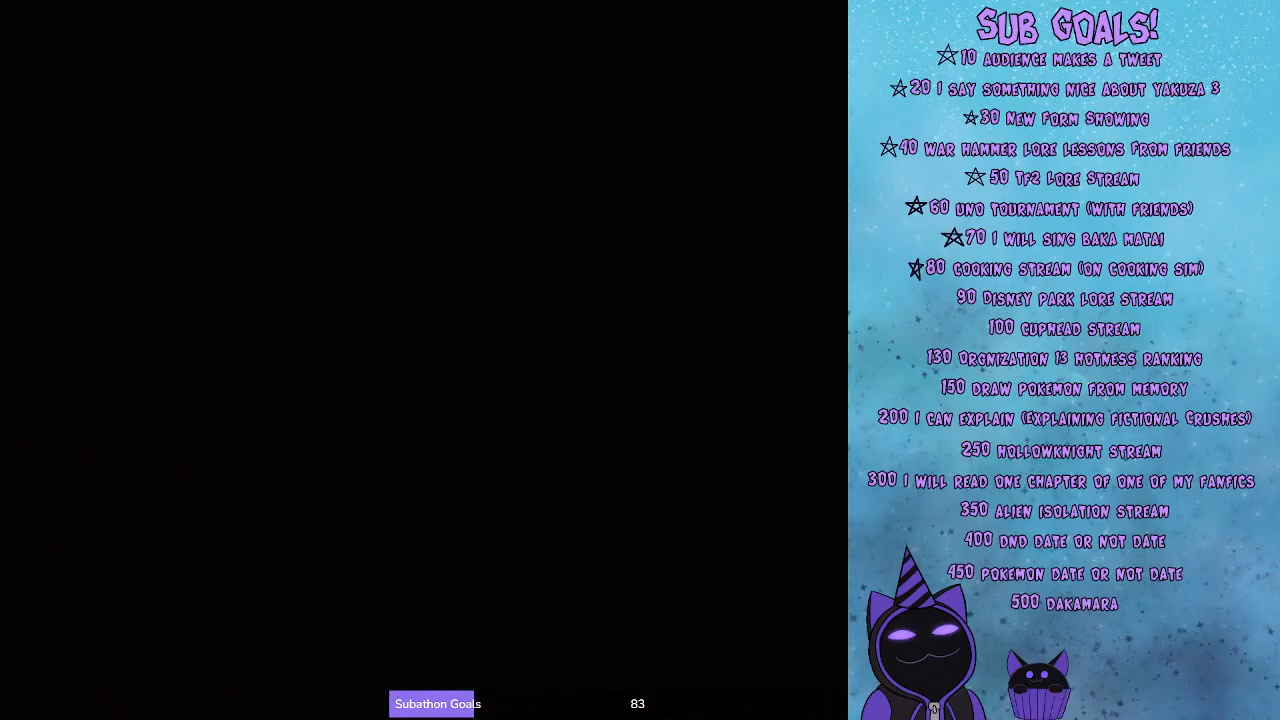 SUB GOALS!
10 AUDIENCE MAKES A TWEET
20 I SAY SOMETHING NICE ABOUT YAKUZA 3
30 NEW FORM SHOWING
40 WAR HAMMER LORE LESSONS FROM FRIENDS
50 TF2 LORE STREAM
60 UNO TOURNAMENT (WITH FRIENDS)
70 I WILL SING BAKA MATAI
80 COOKING STREAM (ON COOKING SIM)
90 DISNEY PARK LORE STREAM
100 CUPHEAD STREAM
130 ORGNIZATION 13 HOTNESS RANKING
150 DRAW POKEMON FROM MEMORY
200 I CAN EXPLAIN (EXPLAINING FICTIONAL CRUSHES)
250 HOLLOWKNIGHT STREAM
300 I WILL READ ONE CHAPTER OF ONE OF MY FANFICS
350 ALIEN ISOLATION STREAM
400 DND DATE OR NOT DATE
450 POKEMON DATE OR NOT DATE
500 DAKAMARA
Subathon Goals 83